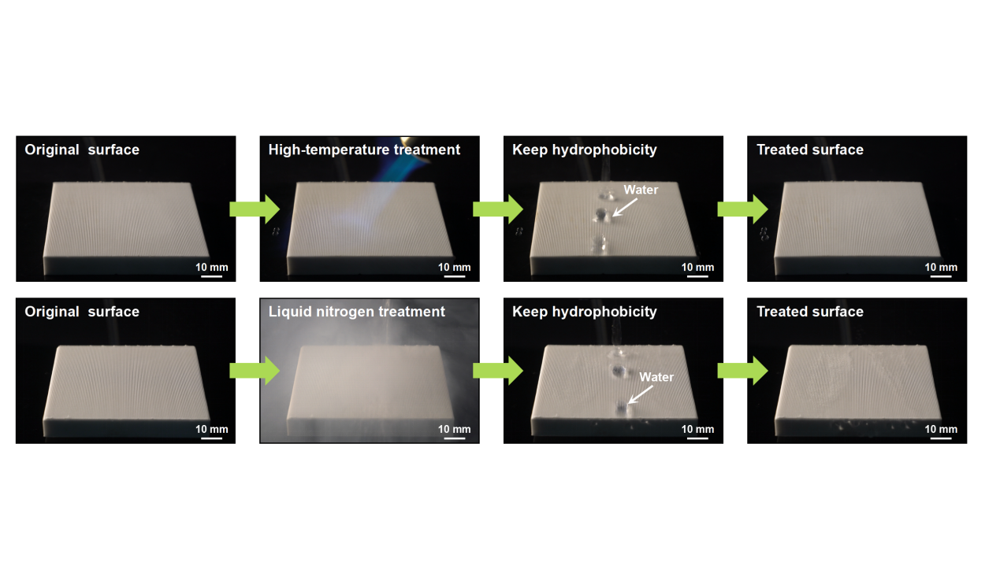 Original  surface
High-temperature treatment
Keep hydrophobicity
Treated surface
Water
10 mm
10 mm
10 mm
10 mm
Original  surface
Liquid nitrogen treatment
Keep hydrophobicity
Treated surface
Water
10 mm
10 mm
10 mm
10 mm